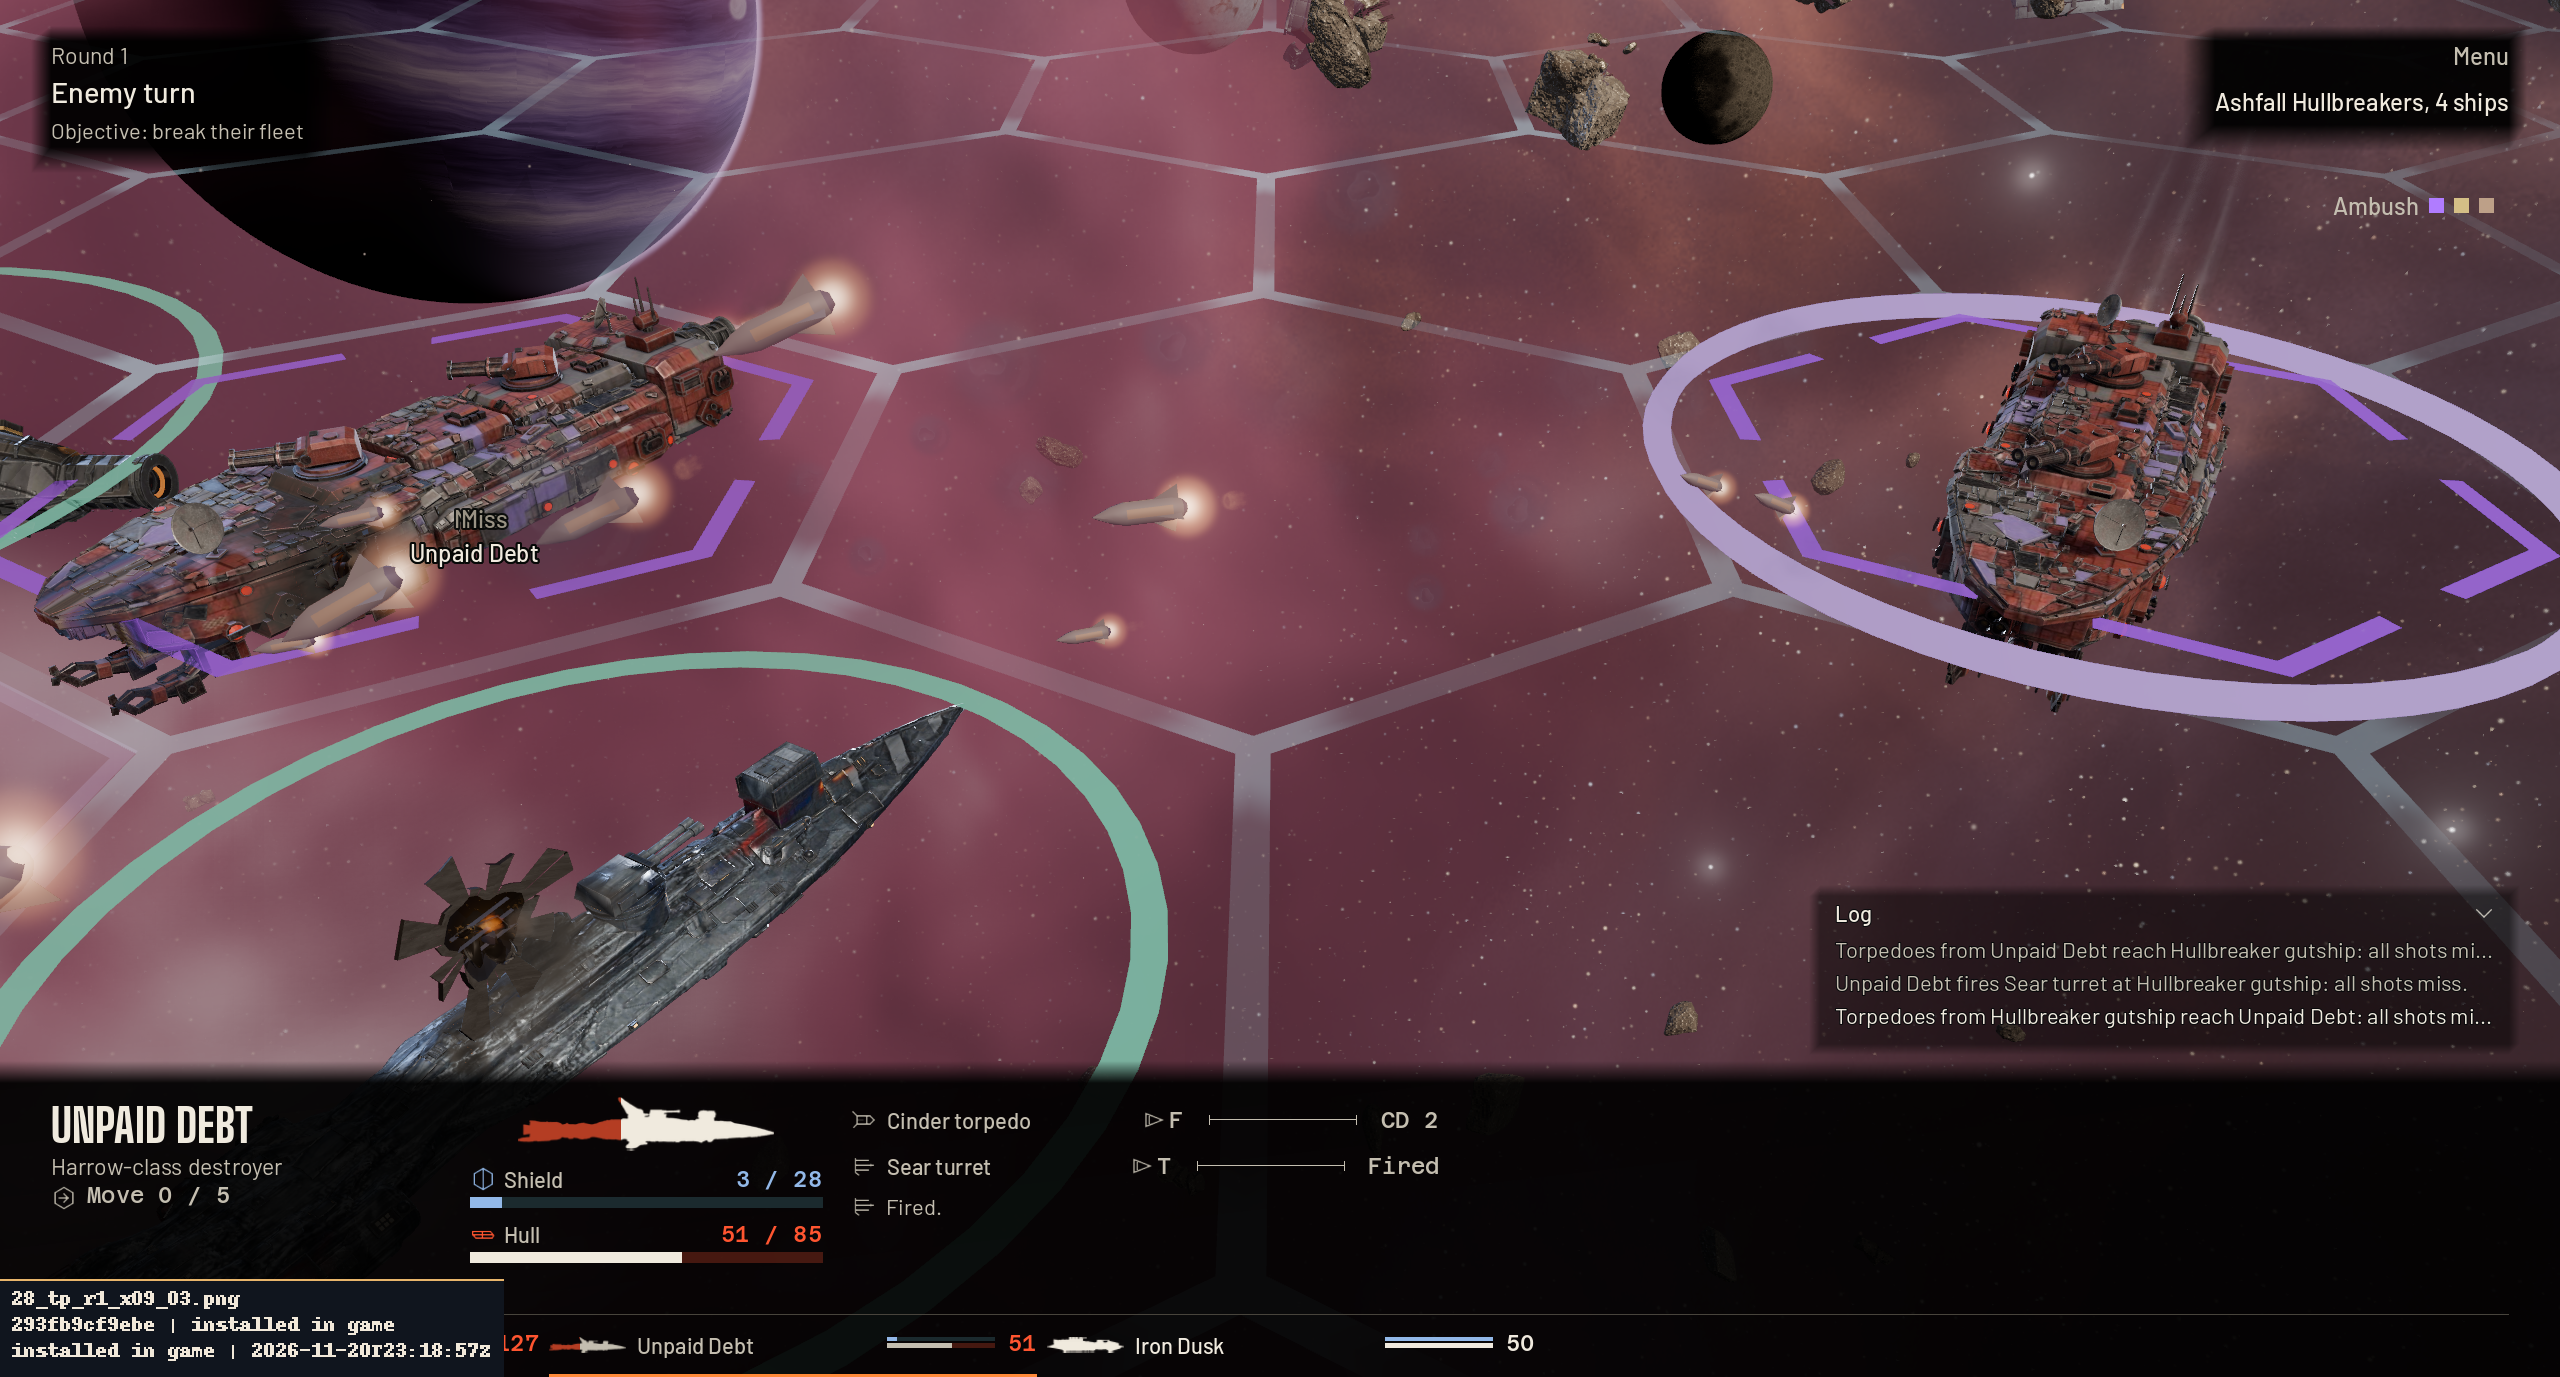 Round 1
Enemy turn
Objective: break their fleet
Menu
Ashfall Hullbreakers, 4 ships
Ambush
Miss
Unpaid Debt
Log
Torpedoes from Unpaid Debt reach Hullbreaker gutship: all shots mi...
Unpaid Debt fires Sear turret at Hullbreaker gutship: all shots miss.
Torpedoes from Hullbreaker gutship reach Unpaid Debt: all shots mi...
UNPAID DEBT
Harrow-class destroyer
Move 0 / 5
Shield 3 / 28
Hull 51 / 85
Cinder torpedo F CD 2
Sear turret T Fired
Fired.
28_tp_r1_x09_03.png
293fb9cf9ebe | installed in game
installed in game | 2026-11-20T23:18:57Z
127 Unpaid Debt 51 Iron Dusk 50